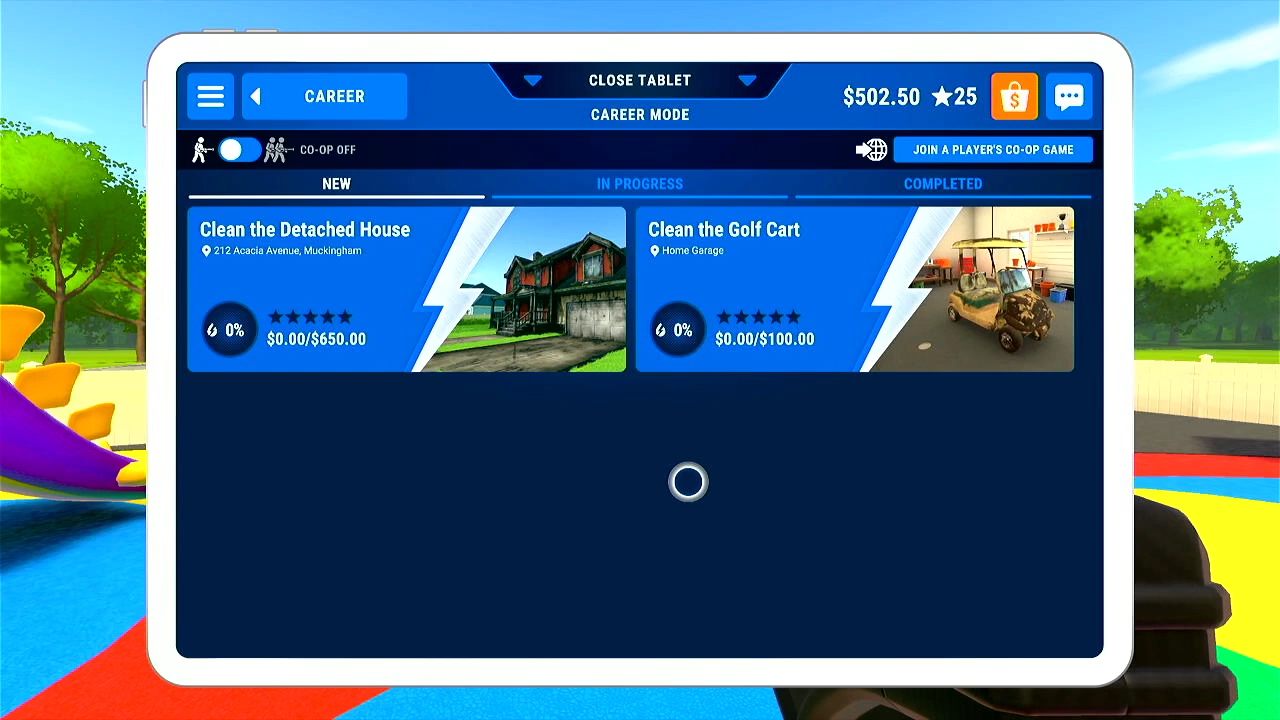 CLOSE TABLET
CAREER
$502.50 ★25
CAREER MODE
CO-OP OFF
JOIN A PLAYER'S CO-OP GAME
NEW
IN PROGRESS
COMPLETED
Clean the Detached House
212 Acacia Avenue, Muckingham
0%
$0.00/$650.00
Clean the Golf Cart
Home Garage
0%
$0.00/$100.00